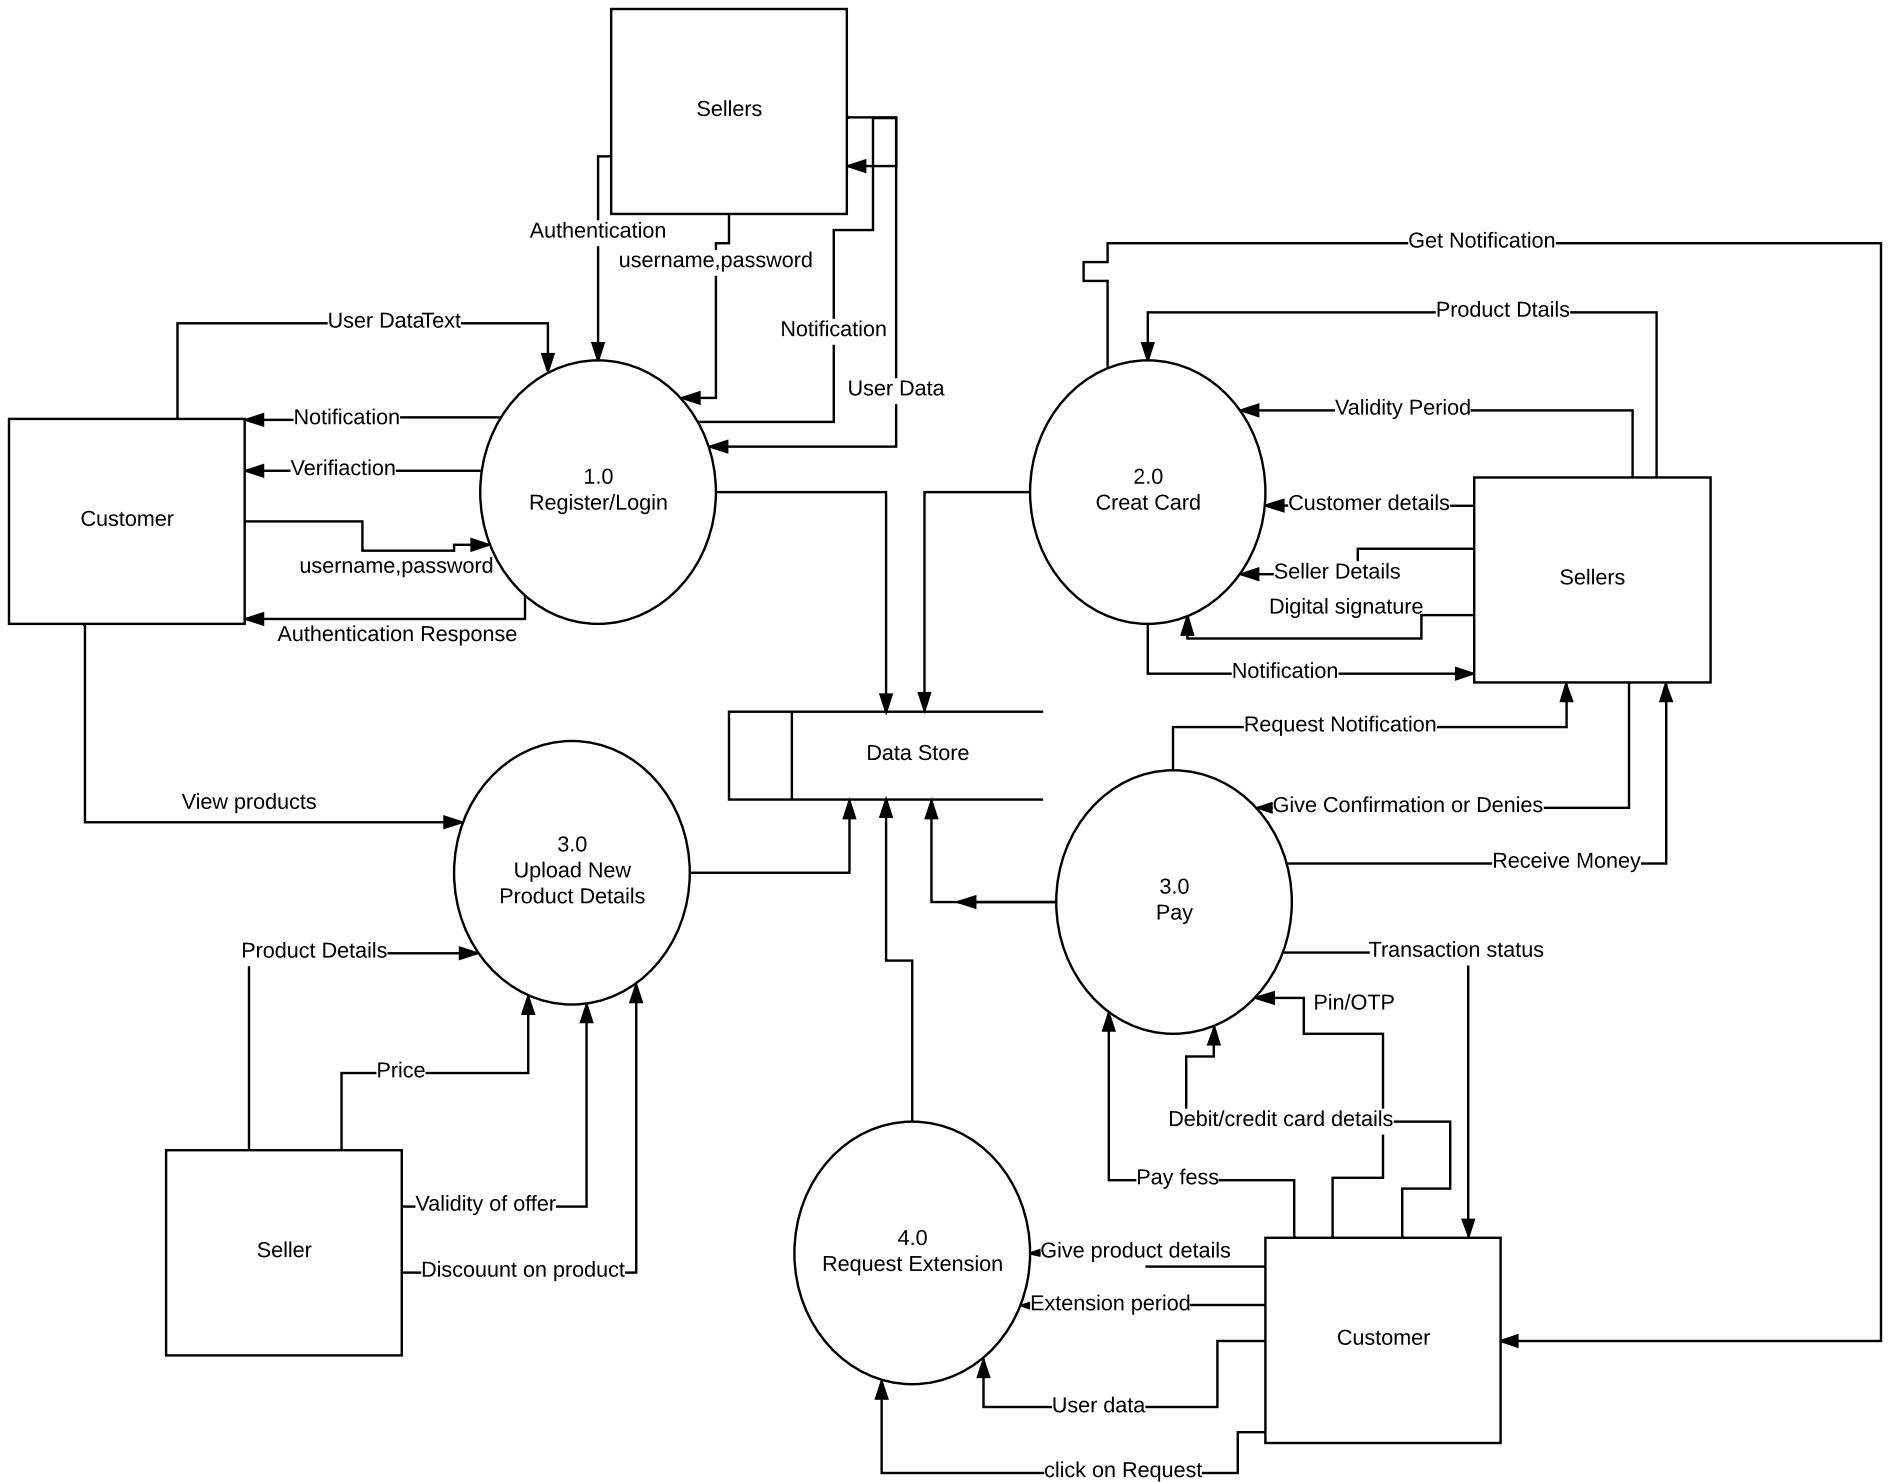 Sellers
Authentication
username,password
Get Notification
Product Dtails
User DataText
Notification
User Data
Validity Period
Notification
Verifiaction
1.0
Register/Login
Customer
username,password
Authentication Response
2.0
Creat Card
Customer details
Seller Details
Digital signature
Sellers
Notification
Request Notification
Data Store
View products
Give Confirmation or Denies
3.0
Upload New
Product Details
Receive Money
3.0
Pay
Product Details
Transaction status
Pin/OTP
Price
Debit/credit card details
Pay fess
Validity of offer
Seller
Discouunt on product
4.0
Request Extension
Give product details
Extension period
Customer
User data
click on Request